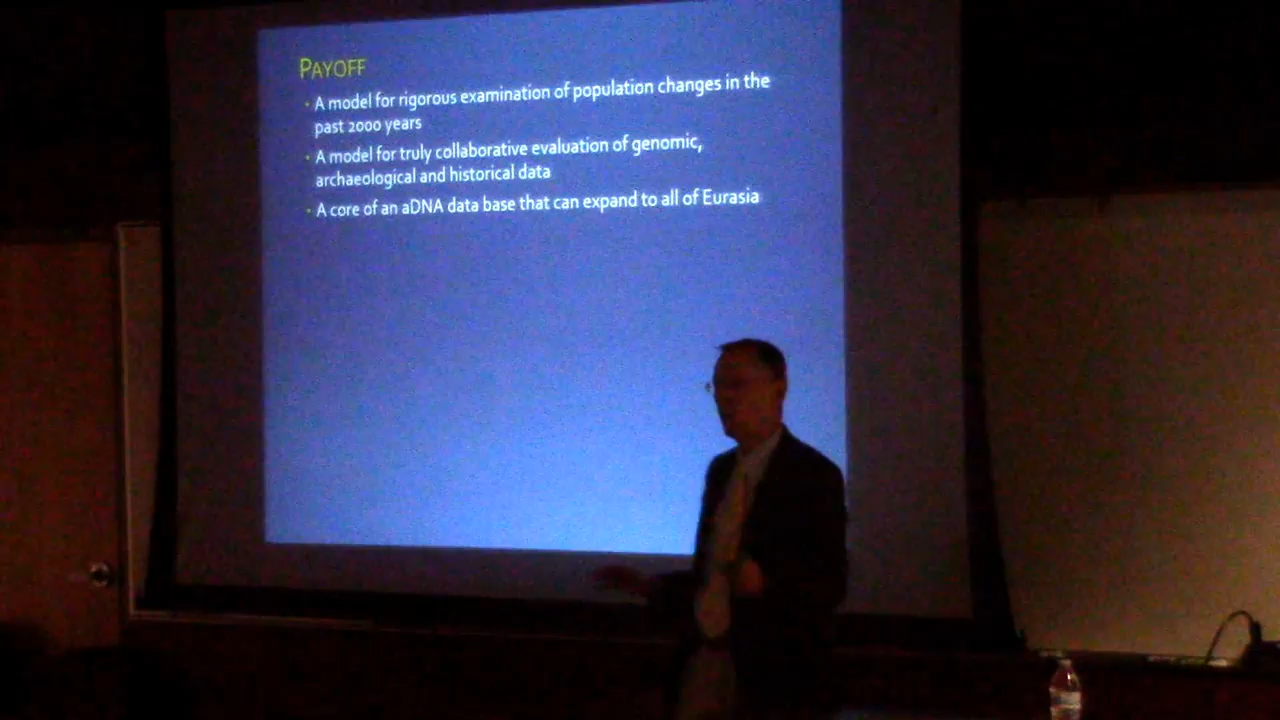 PAYOFF
• A model for rigorous examination of population changes in the
past 2000 years
• A model for truly collaborative evaluation of genomic,
archaeological and historical data
• A core of an aDNA data base that can expand to all of Eurasia